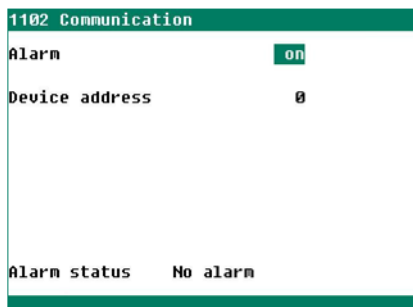 1102 Communication
Alarm on
Device address 0
Alarm status No alarm